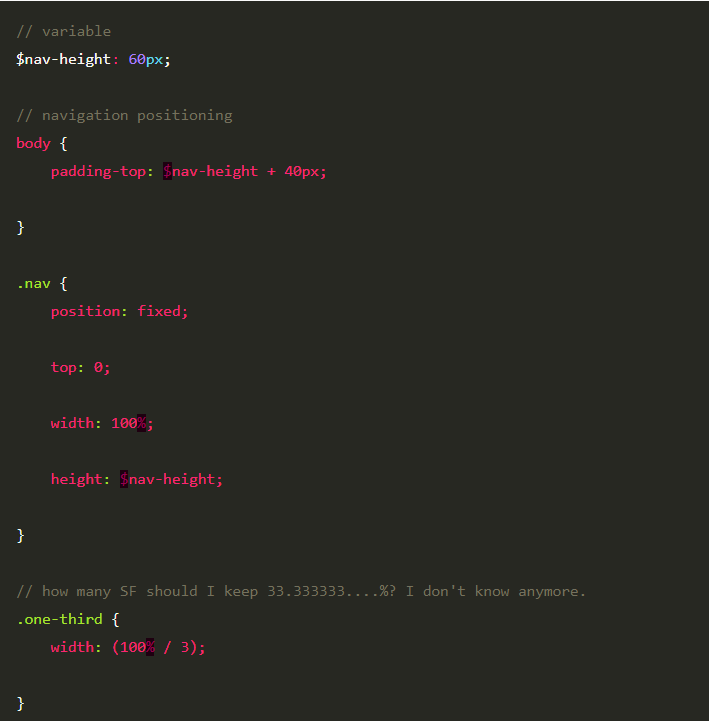 // variable
$nav-height: 60px;
// navigation positioning
body {
padding-top: $nav-height + 40px;
}
.nav {
position: fixed;
top: 0;
width: 100%;
height: $nav-height;
}
// how many SF should I keep 33.333333....%? I don't know anymore.
.one-third {
width: (100% / 3);
}